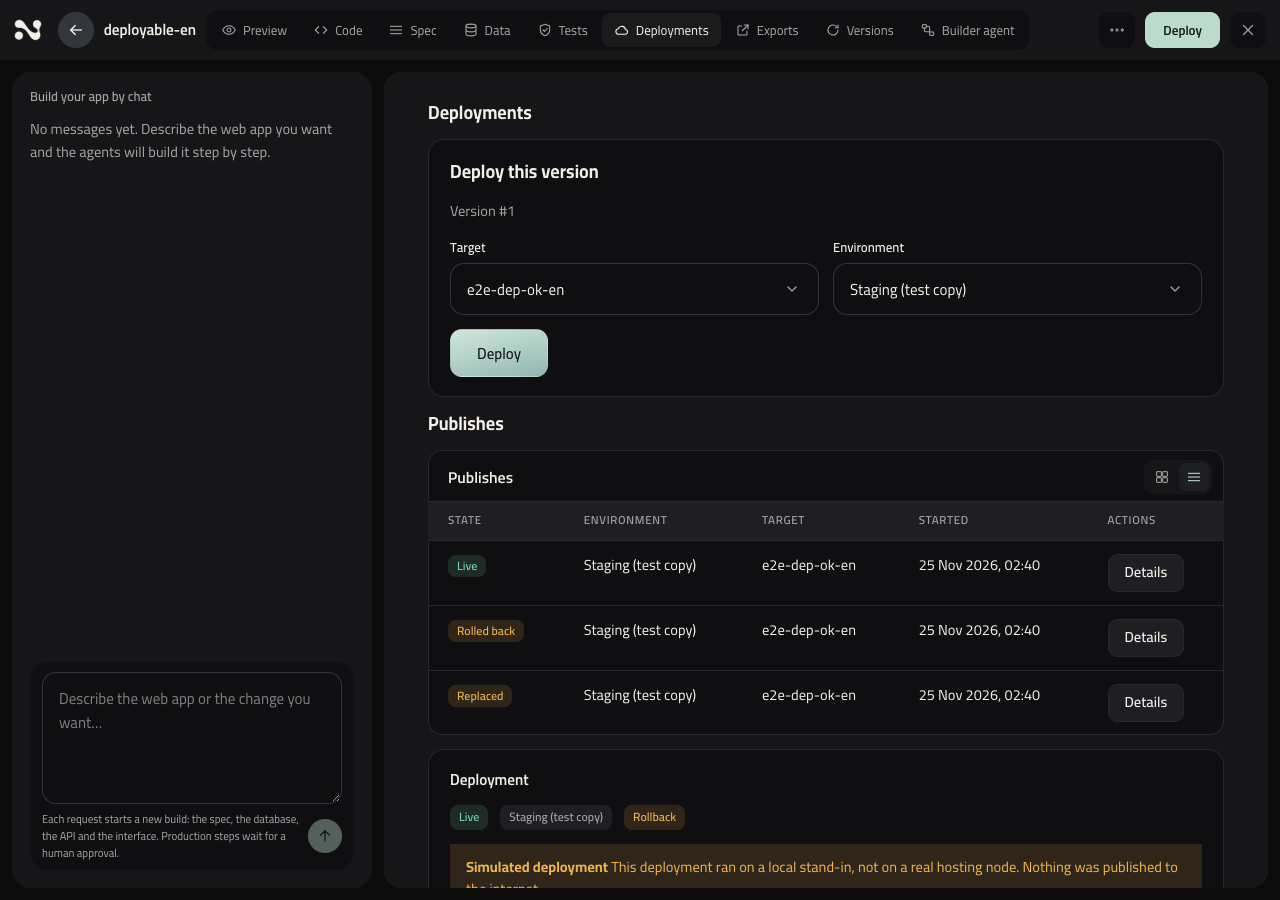 deployable-en
Preview
Code
Spec
Data
Tests
Deployments
Exports
Versions
Builder agent
Deploy
Build your app by chat
No messages yet. Describe the web app you want
and the agents will build it step by step.
Describe the web app or the change you
want...
Each request starts a new build: the spec, the database,
the API and the interface. Production steps wait for a
human approval.
Deployments
Deploy this version
Version #1
Target
Environment
e2e-dep-ok-en
Staging (test copy)
Deploy
Publishes
Publishes
STATE ENVIRONMENT TARGET STARTED ACTIONS
Live Staging (test copy) e2e-dep-ok-en 25 Nov 2026, 02:40 Details
Rolled back Staging (test copy) e2e-dep-ok-en 25 Nov 2026, 02:40 Details
Replaced Staging (test copy) e2e-dep-ok-en 25 Nov 2026, 02:40 Details
Deployment
Live Staging (test copy) Rollback
Simulated deployment This deployment ran on a local stand-in, not on a real hosting node. Nothing was published to
the internet.